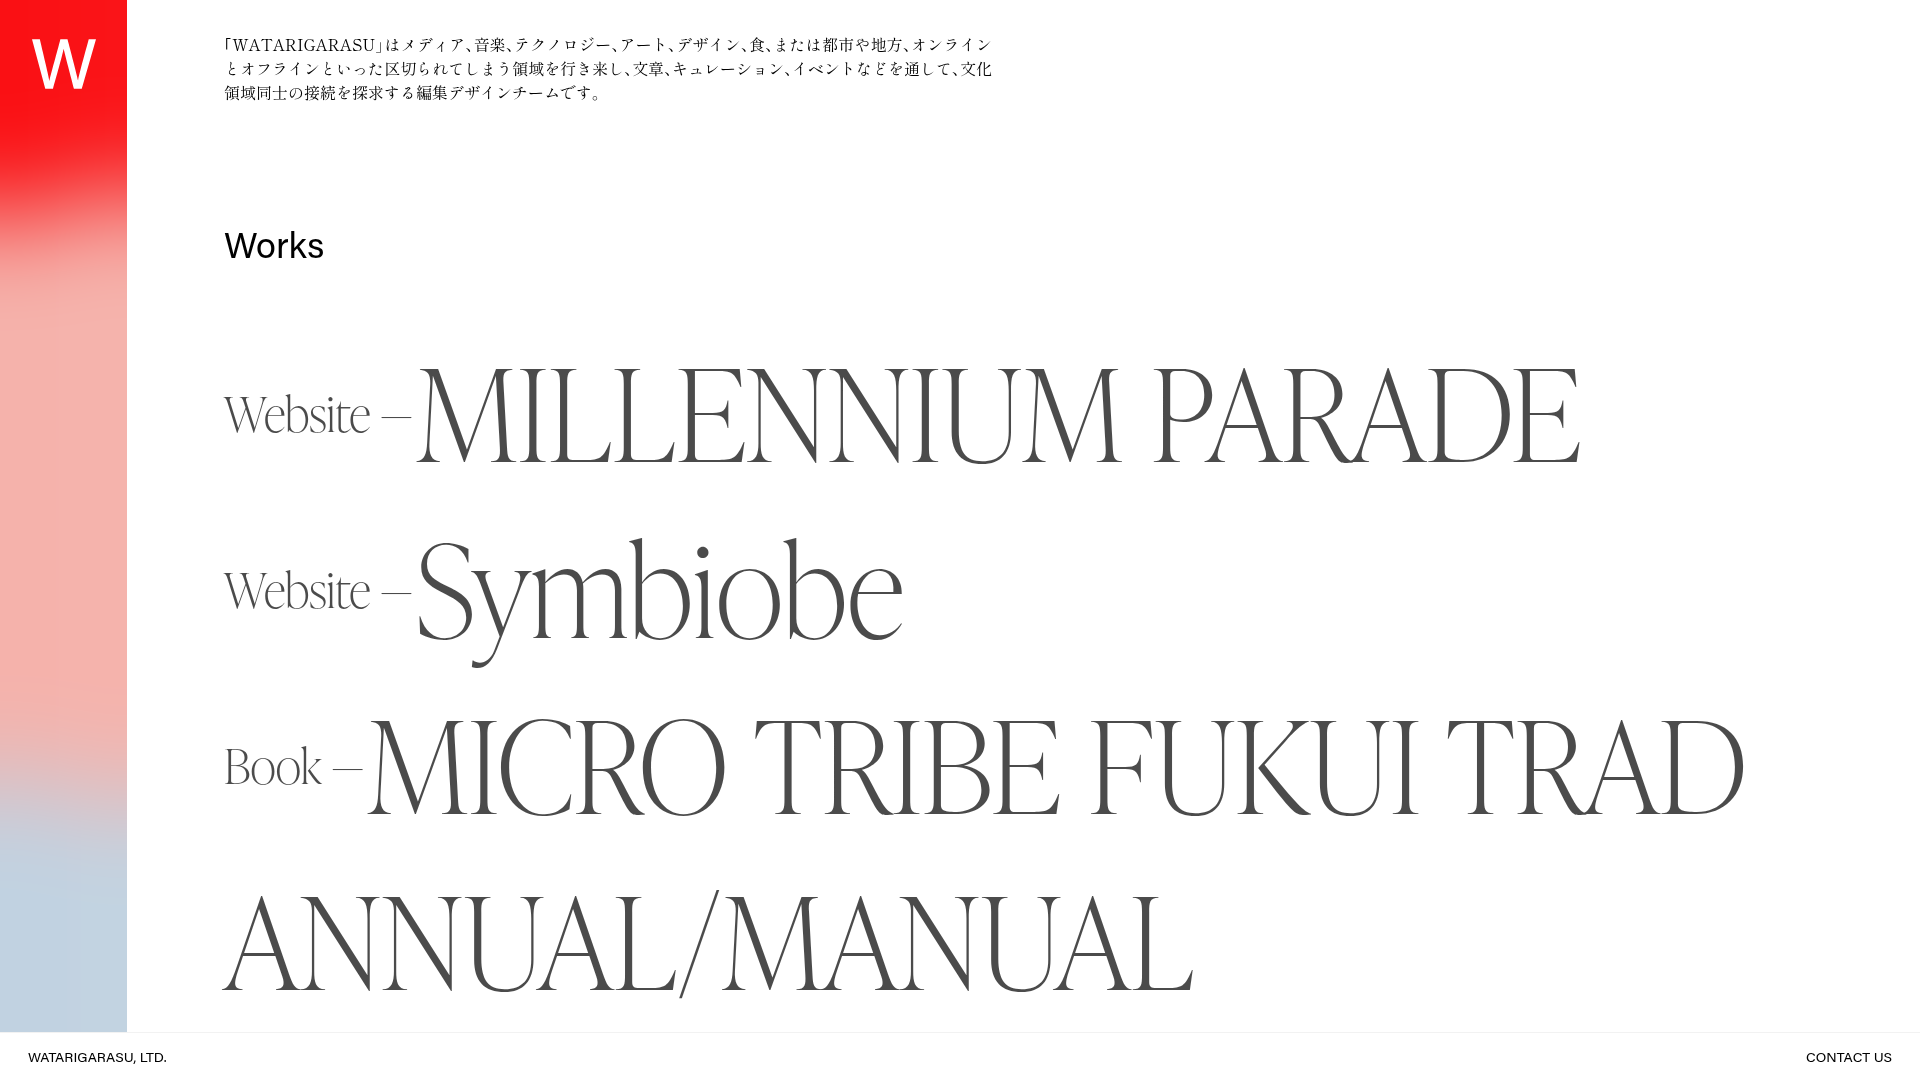 W
「WATARIGARASU」はメディア、音楽、テクノロジー、アート、デザイン、食、または都市や地方、オンライン
とオフラインといった区切られてしまう領域を行き来し、文章、キュレーション、イベントなどを通して、文化
領域同士の接続を探求する編集デザインチームです。
Works
Website — MILLENNIUM PARADE
Website — Symbiobe
Book — MICRO TRIBE FUKUI TRAD
ANNUAL/MANUAL
WATARIGARASU, LTD.
CONTACT US